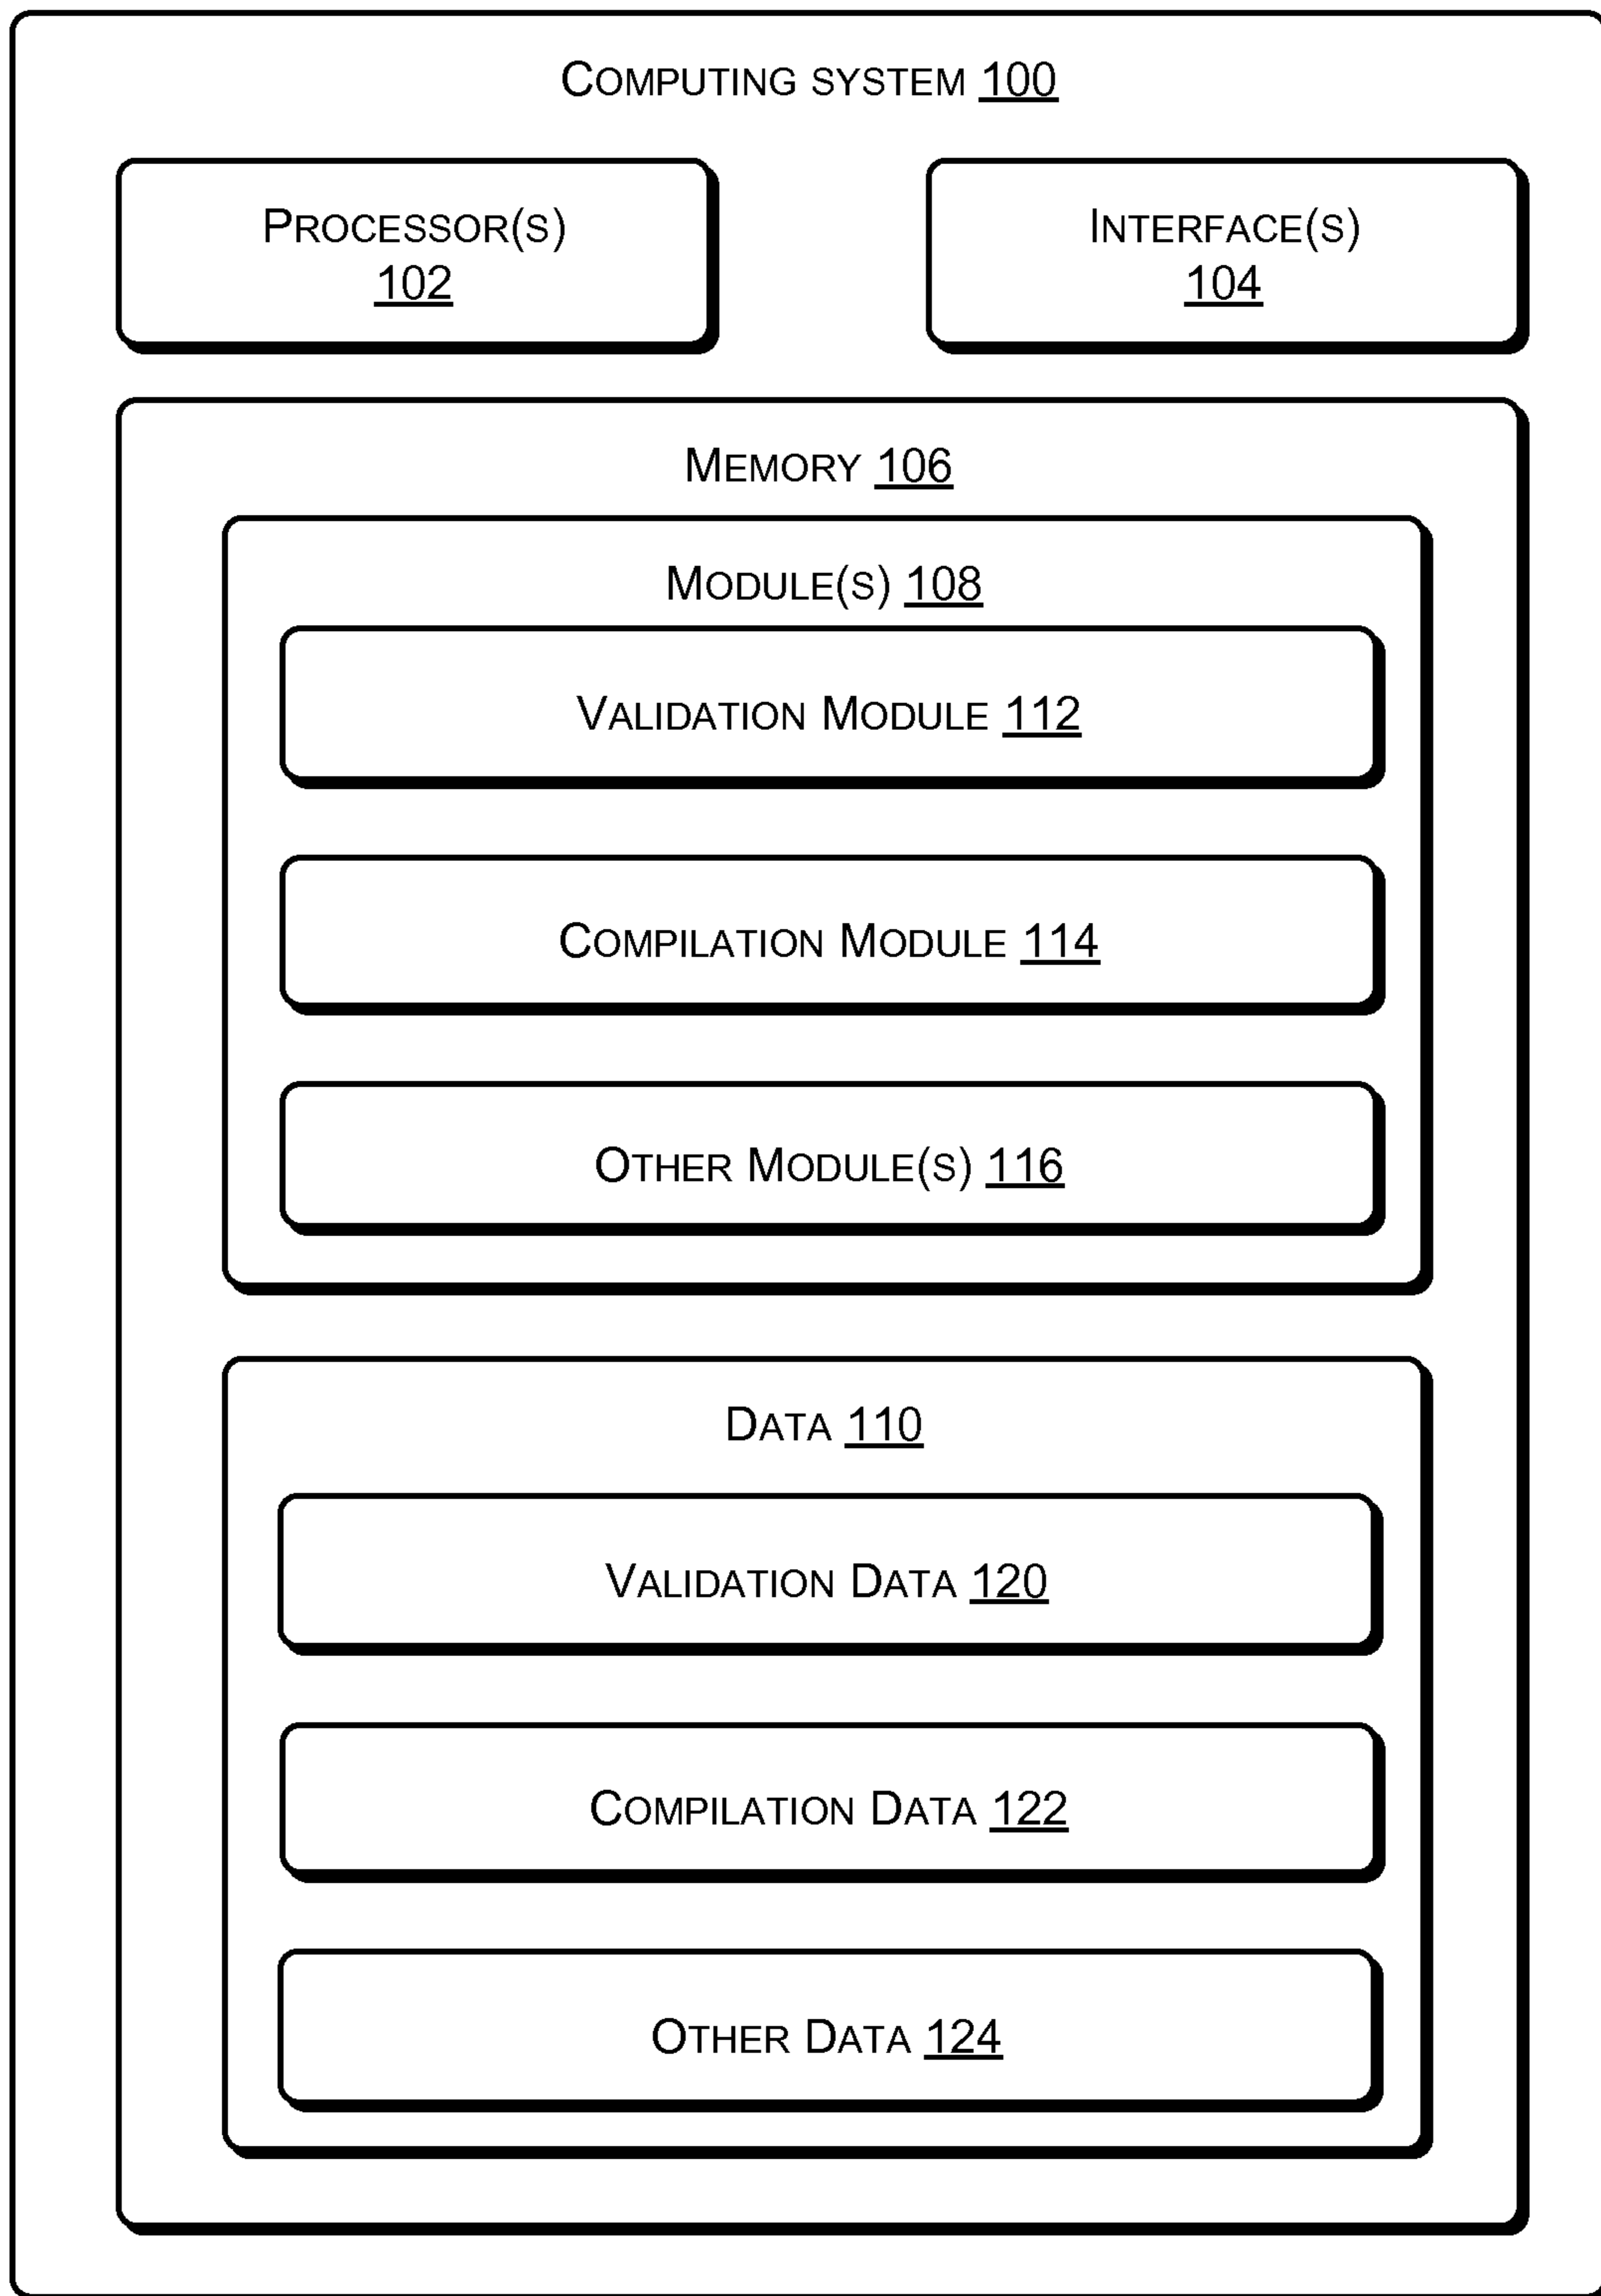 COMPUTING SYSTEM 100
PROCESSOR(S)
102
INTERFACE(S)
104
MEMORY 106
MODULE(S) 108
VALIDATION MODULE 112
COMPILATION MODULE 114
OTHER MODULE(S) 116
DATA 110
VALIDATION DATA 120
COMPILATION DATA 122
OTHER DATA 124